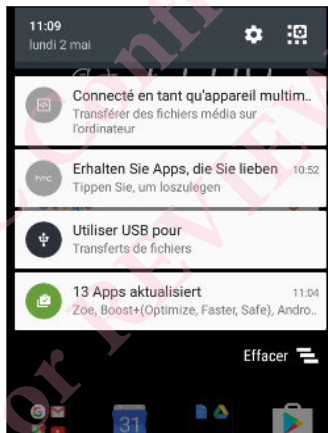 11:09
lundi 2 mai
Connecté en tant qu'appareil multim..
Transférer des fichiers média sur
l'ordinateur
htc
Erhalten Sie Apps, die Sie lieben 10:52
Tippen Sie, um loszulegen
Utiliser USB pour
Transferts de fichiers
13 Apps aktualisiert 11:04
Zoe, Boost+(Optimize, Faster, Safe), Andro..
Effacer
31